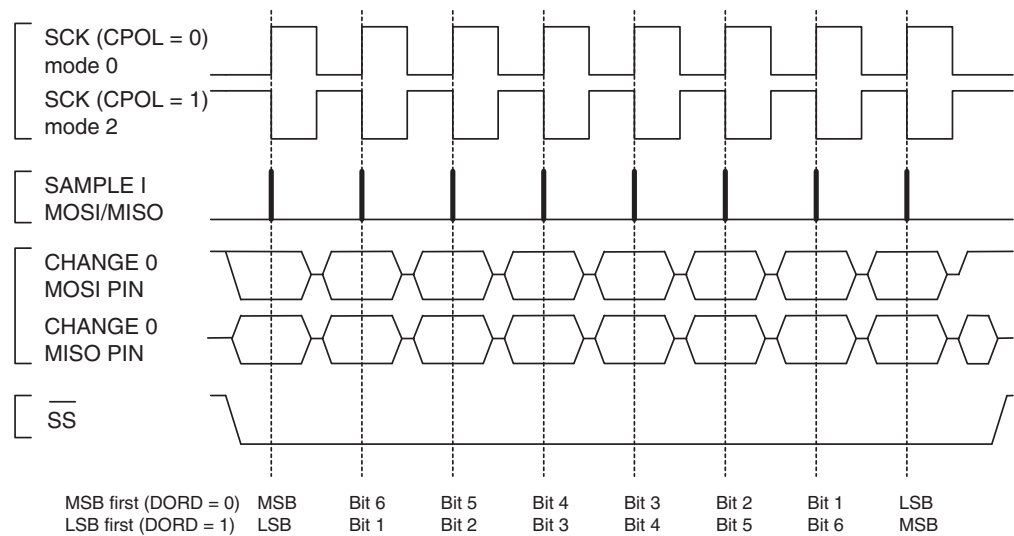 SCK (CPOL = 0)
mode 0
SCK (CPOL = 1)
mode 2
SAMPLE I
MOSI/MISO
CHANGE 0
MOSI PIN
CHANGE 0
MISO PIN
SS
MSB first (DORD = 0) MSB Bit 6 Bit 5 Bit 4 Bit 3 Bit 2 Bit 1 LSB
LSB first (DORD = 1) LSB Bit 1 Bit 2 Bit 3 Bit 4 Bit 5 Bit 6 MSB